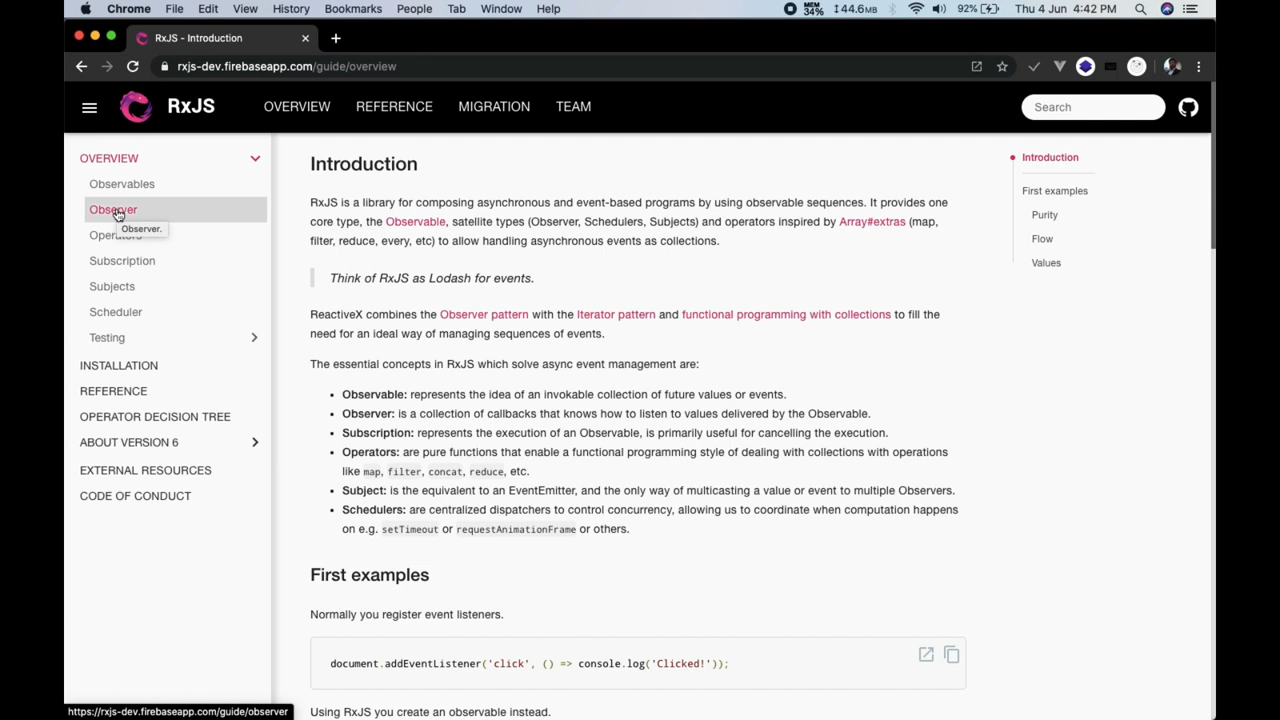 Chrome File Edit View History Bookmarks People Tab Window Help
MEM 34% 44.6MB 92% Thu 4 Jun 4:42 PM
RxJS - Introduction
rxjs-dev.firebaseapp.com/guide/overview
RxJS OVERVIEW REFERENCE MIGRATION TEAM Search
OVERVIEW
Observables
Observer
Observer.
Operators
Subscription
Subjects
Scheduler
Testing
INSTALLATION
REFERENCE
OPERATOR DECISION TREE
ABOUT VERSION 6
EXTERNAL RESOURCES
CODE OF CONDUCT
Introduction
RxJS is a library for composing asynchronous and event-based programs by using observable sequences. It provides one
core type, the Observable, satellite types (Observer, Schedulers, Subjects) and operators inspired by Array#extras (map,
filter, reduce, every, etc) to allow handling asynchronous events as collections.
Think of RxJS as Lodash for events.
ReactiveX combines the Observer pattern with the Iterator pattern and functional programming with collections to fill the
need for an ideal way of managing sequences of events.
The essential concepts in RxJS which solve async event management are:
• Observable: represents the idea of an invokable collection of future values or events.
• Observer: is a collection of callbacks that knows how to listen to values delivered by the Observable.
• Subscription: represents the execution of an Observable, is primarily useful for cancelling the execution.
• Operators: are pure functions that enable a functional programming style of dealing with collections with operations
like map, filter, concat, reduce, etc.
• Subject: is the equivalent to an EventEmitter, and the only way of multicasting a value or event to multiple Observers.
• Schedulers: are centralized dispatchers to control concurrency, allowing us to coordinate when computation happens
on e.g. setTimeout or requestAnimationFrame or others.
First examples
Normally you register event listeners.
document.addEventListener('click', () => console.log('Clicked!'));
Using RxJS you create an observable instead.
Introduction
First examples
Purity
Flow
Values
https://rxjs-dev.firebaseapp.com/guide/observer